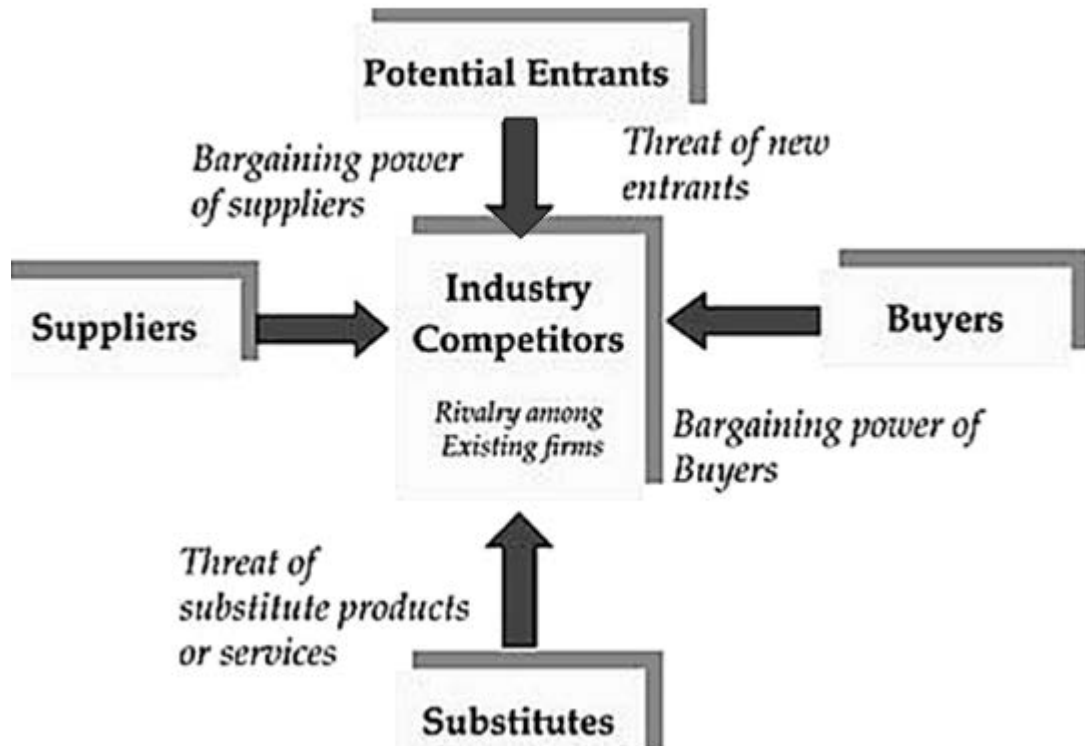 Potential Entrants
Bargaining power
of suppliers
Threat of new
entrants
Suppliers
Industry
Competitors
Rivalry among
Existing firms
Buyers
Bargaining power of
Buyers
Threat of
substitute products
or services
Substitutes